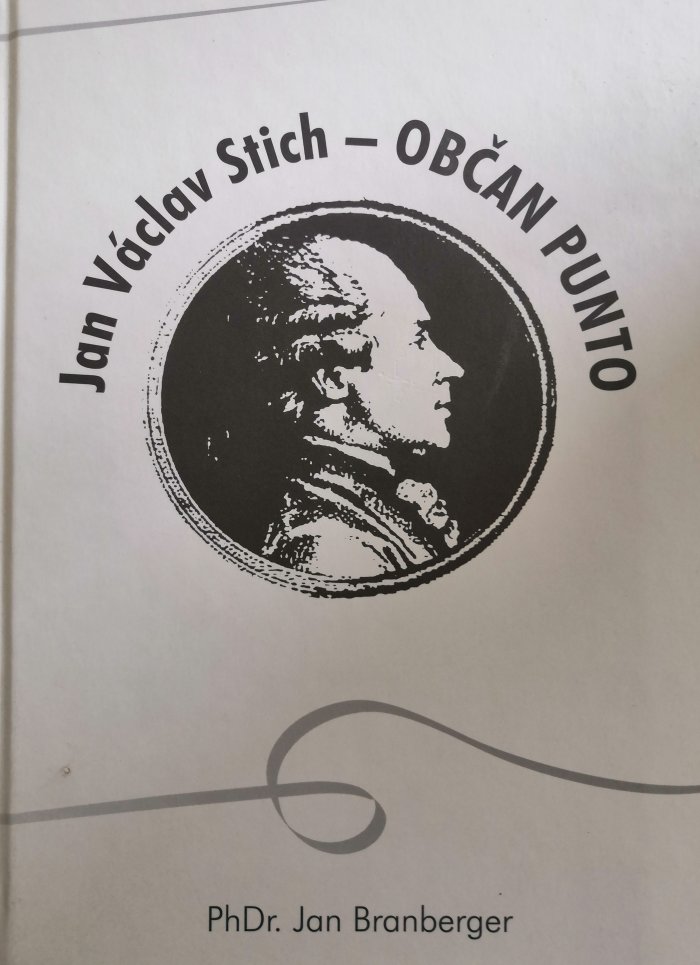 Jan Václav Stich – OBČAN PUNTO
PhDr. Jan Branberger